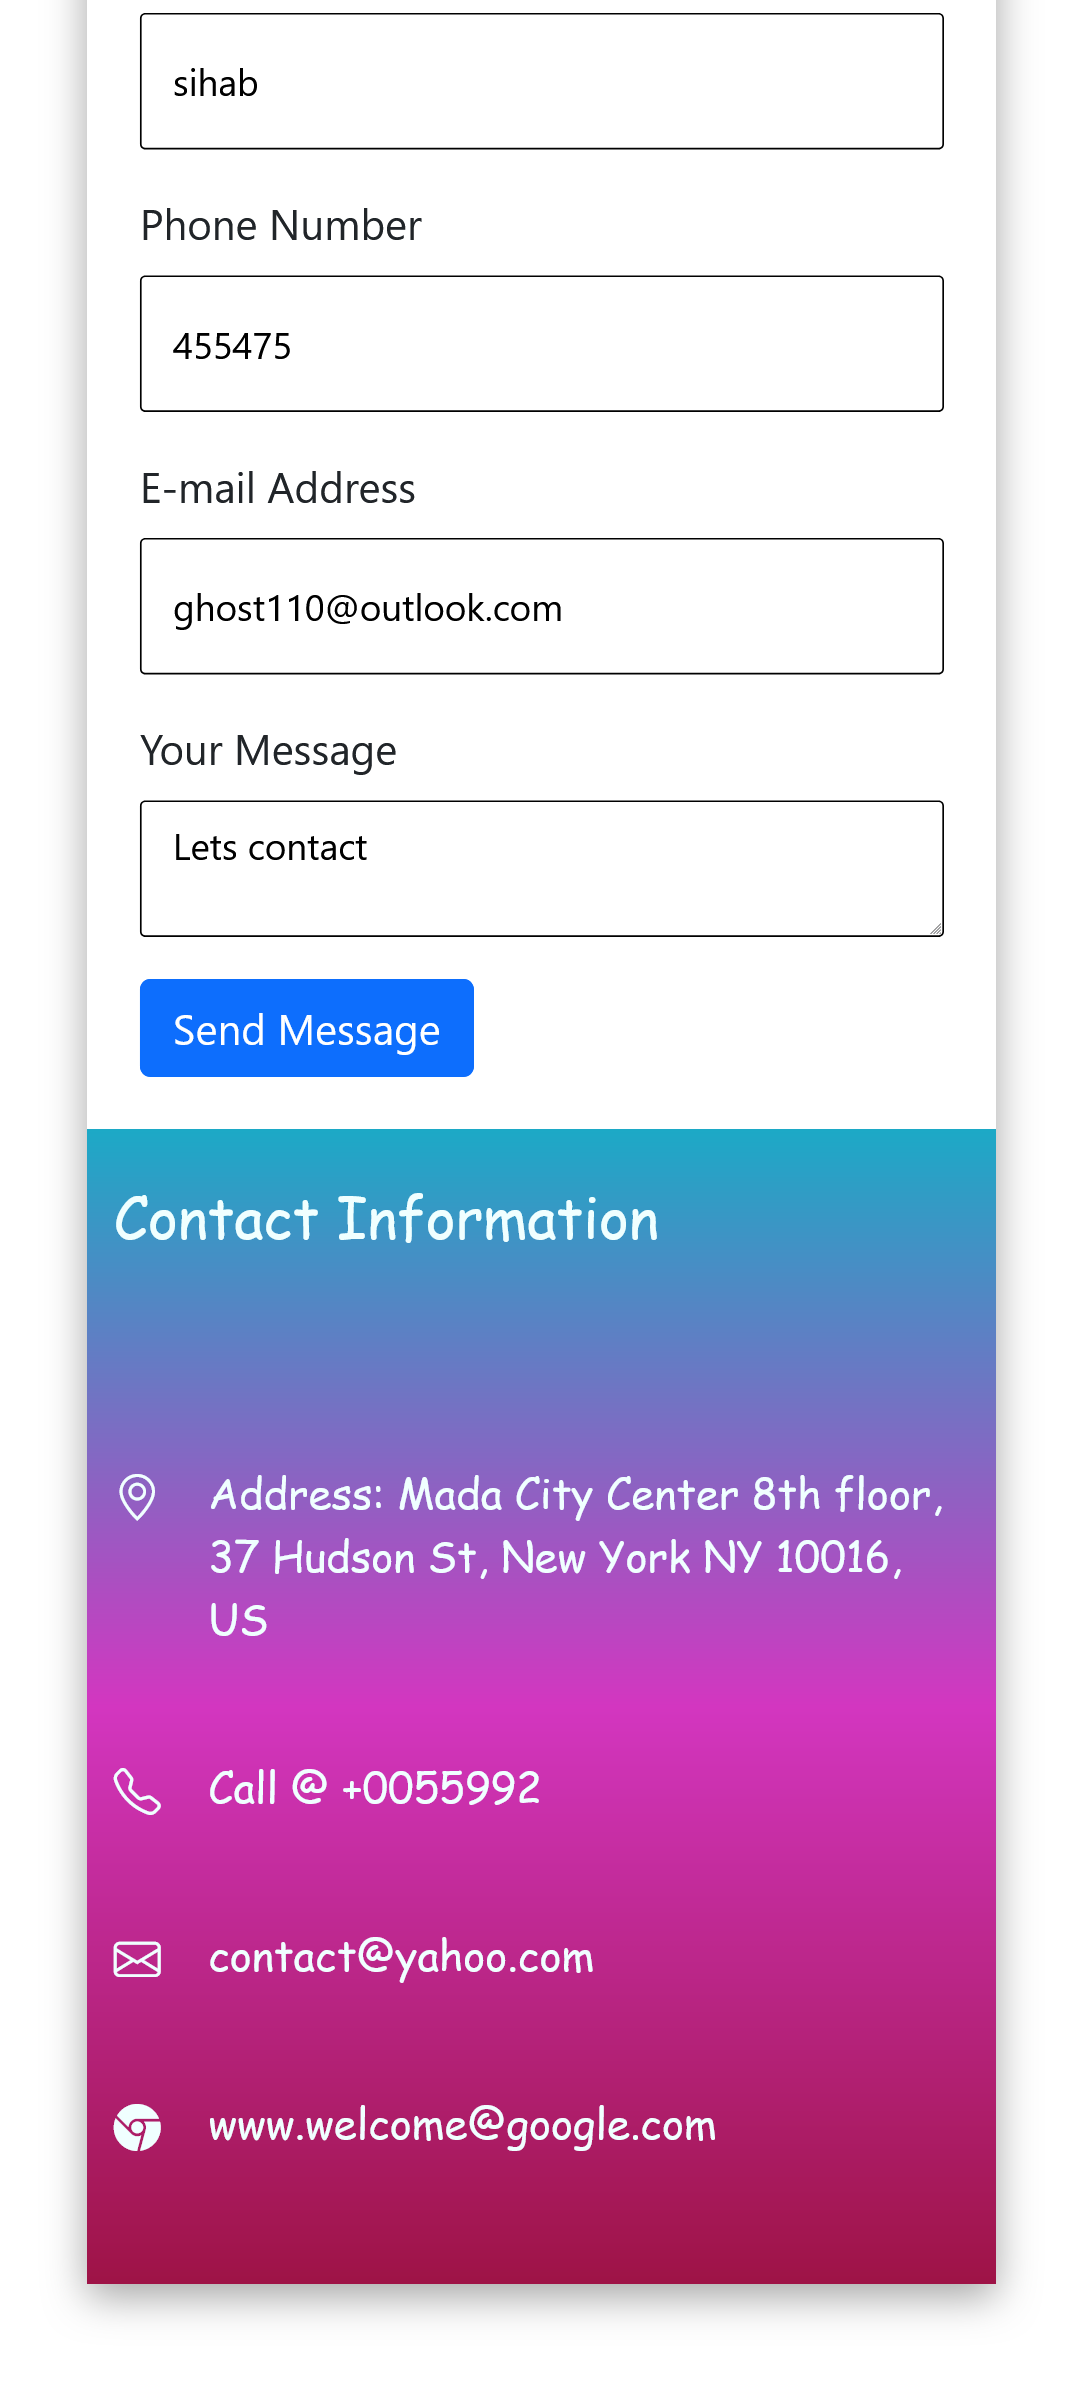 sihab
Phone Number
455475
E-mail Address
ghost110@outlook.com
Your Message
Lets contact
Send Message
Contact Information
Address: Mada City Center 8th floor,
37 Hudson St, New York NY 10016,
US
Call @ +0055992
contact@yahoo.com
www.welcome@google.com